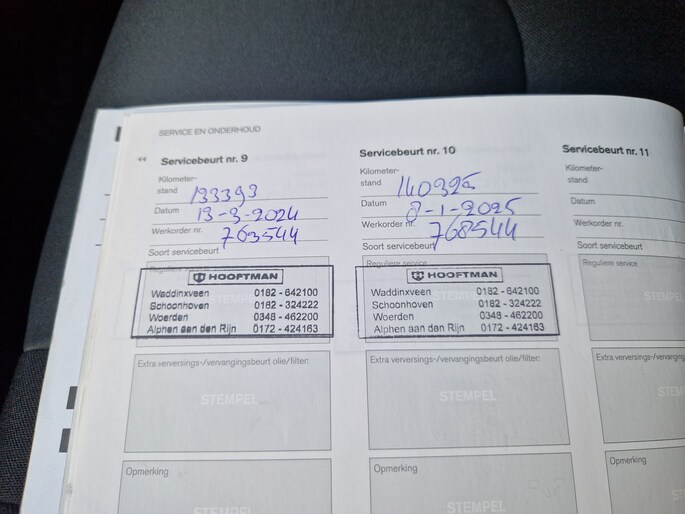 SERVICE EN ONDERHOUD
Servicebeurt nr. 9
Kilometer-
stand 133393
Datum 13-3-2024
Werkorder nr. 763544
Soort servicebeurt
HOOFTMAN
Waddinxveen 0182 - 642100
Schoonhoven 0182 - 324222
Woerden 0348 - 462200
Alphen aan den Rijn 0172 - 424163
Extra verversings-/vervangingsbeurt olie/filter:
STEMPEL
Opmerking
STEMPEL
Servicebeurt nr. 10
Kilometer-
stand 140325
Datum 8-1-2025
Werkorder nr. 768544
Soort servicebeurt
Reguliere service
HOOFTMAN
Waddinxveen 0182 - 642100
Schoonhoven 0182 - 324222
Woerden 0348 - 462200
Alphen aan den Rijn 0172 - 424163
Extra verversings-/vervangingsbeurt olie/filter:
STEMPEL
Opmerking
STEMPEL
Servicebeurt nr. 11
Kilometer-
stand
Datum
Werkorder nr.
Soort servicebeurt
Reguliere service
Extra verversings-/vervang
Opmerking